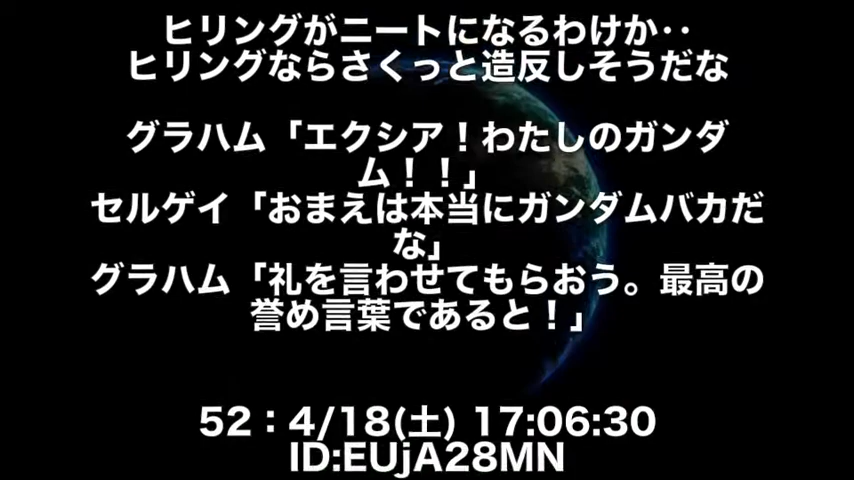 ヒリングがニートになるわけか‥
ヒリングならさくっと造反しそうだな
グラハム「エクシア！わたしのガンダ
ム！！」
セルゲイ「おまえは本当にガンダムバカだ
な」
グラハム「礼を言わせてもらおう。最高の
誉め言葉であると！」
52：4/18(土) 17:06:30
ID:EUjA28MN